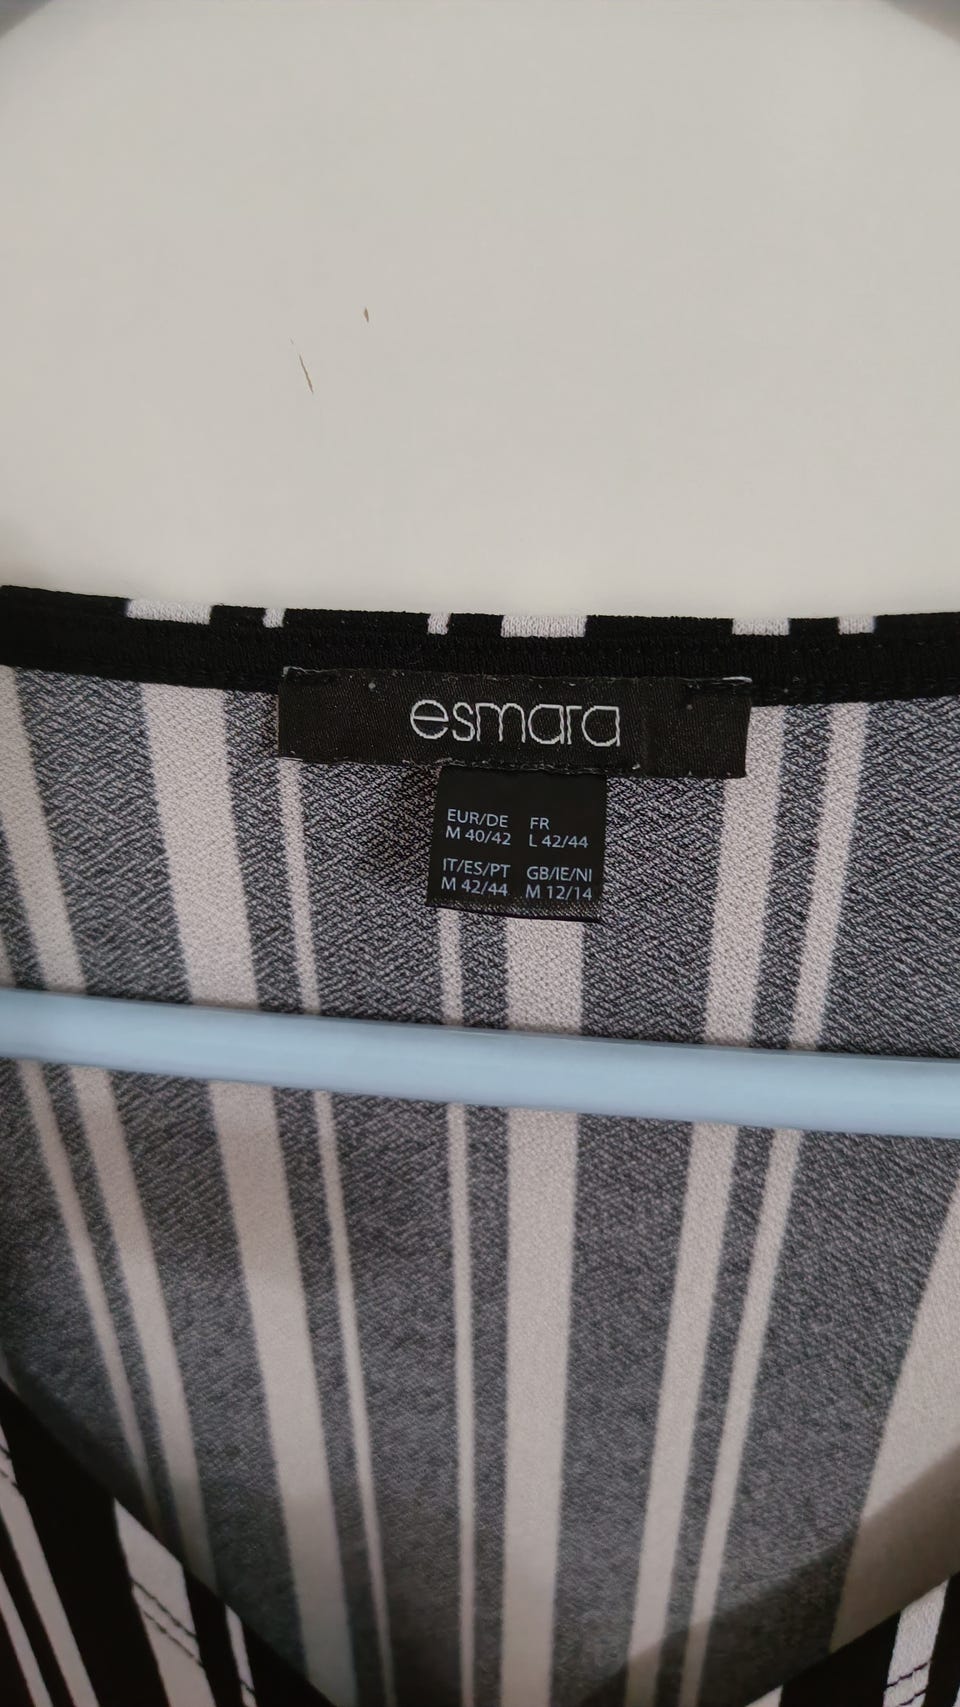 esmara
EUR/DE FR
M 40/42 L 42/44
IT/ES/PT GB/IE/NI
M 42/44 M 12/14